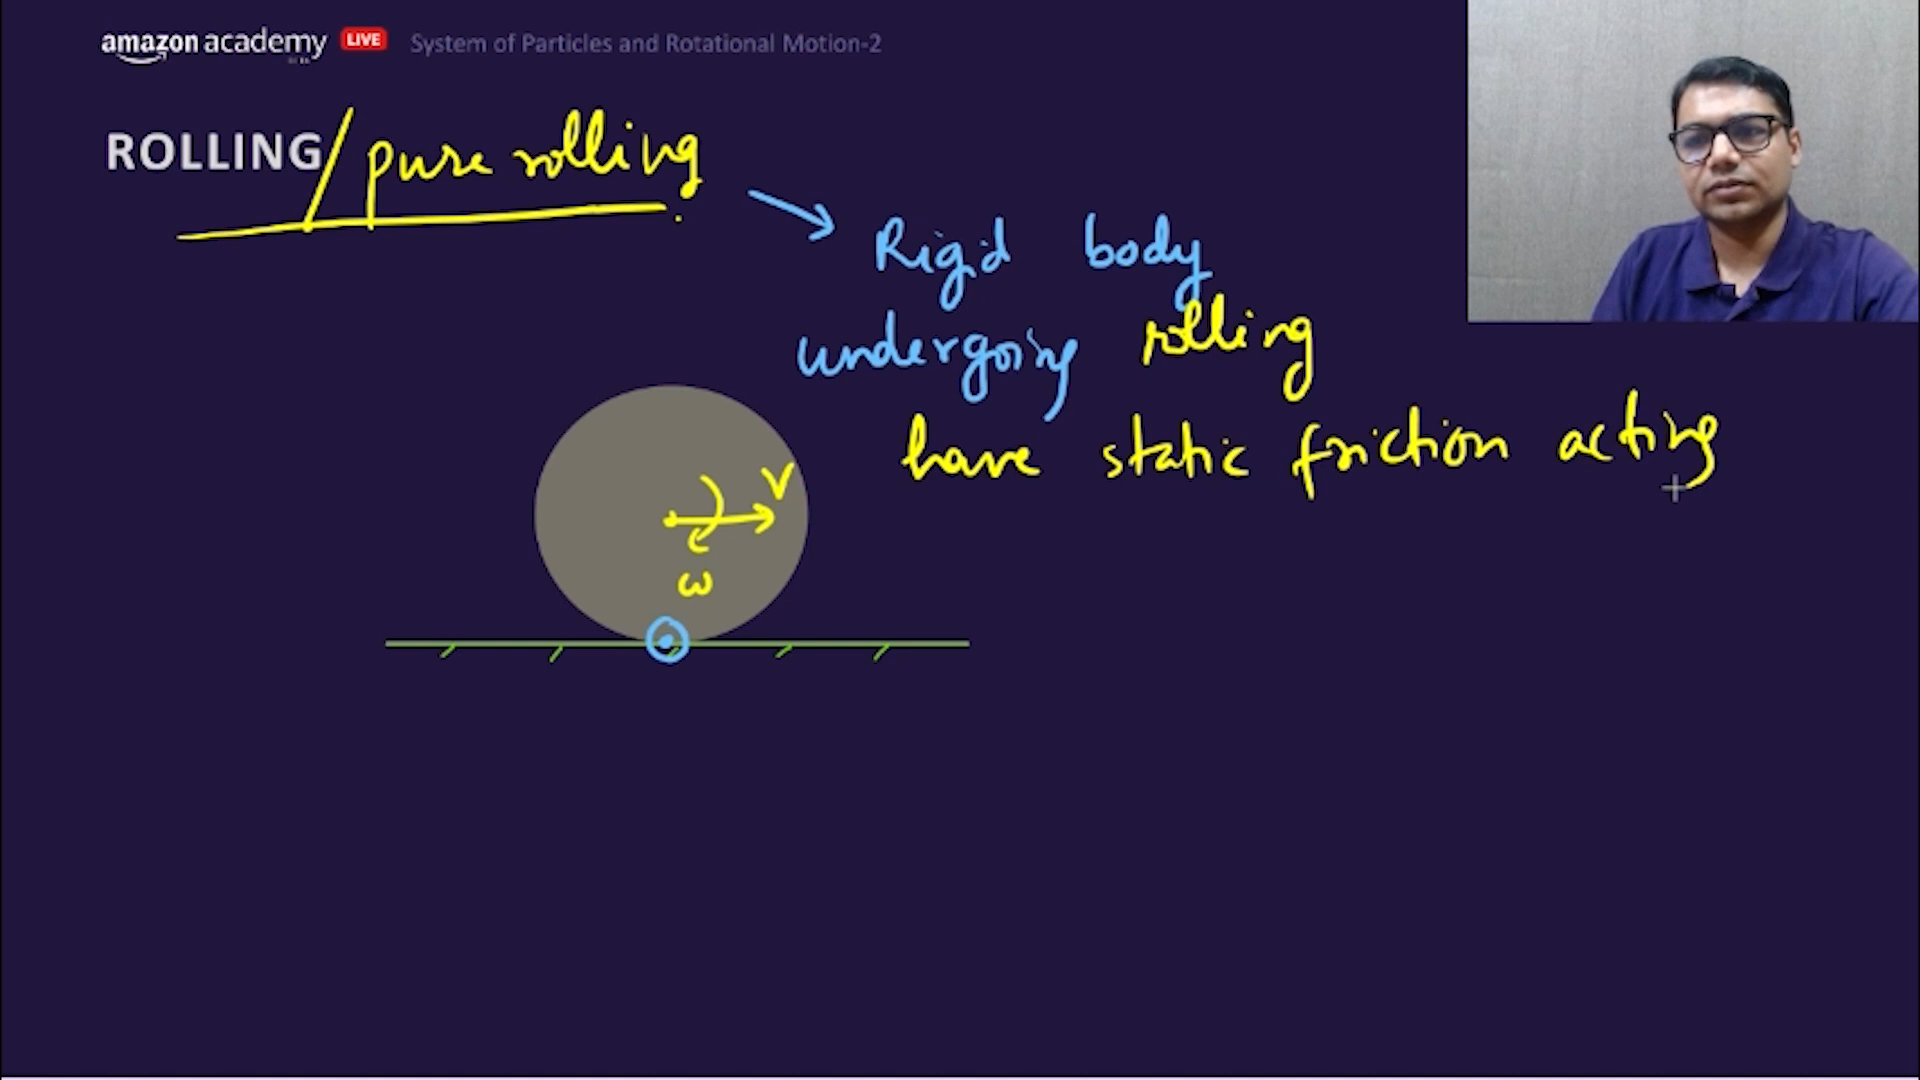 amazon academy LIVE System of Particles and Rotational Motion-2
ROLLING / pure rolling
Rigid body
undergoing rolling
have static friction acting
V
ω